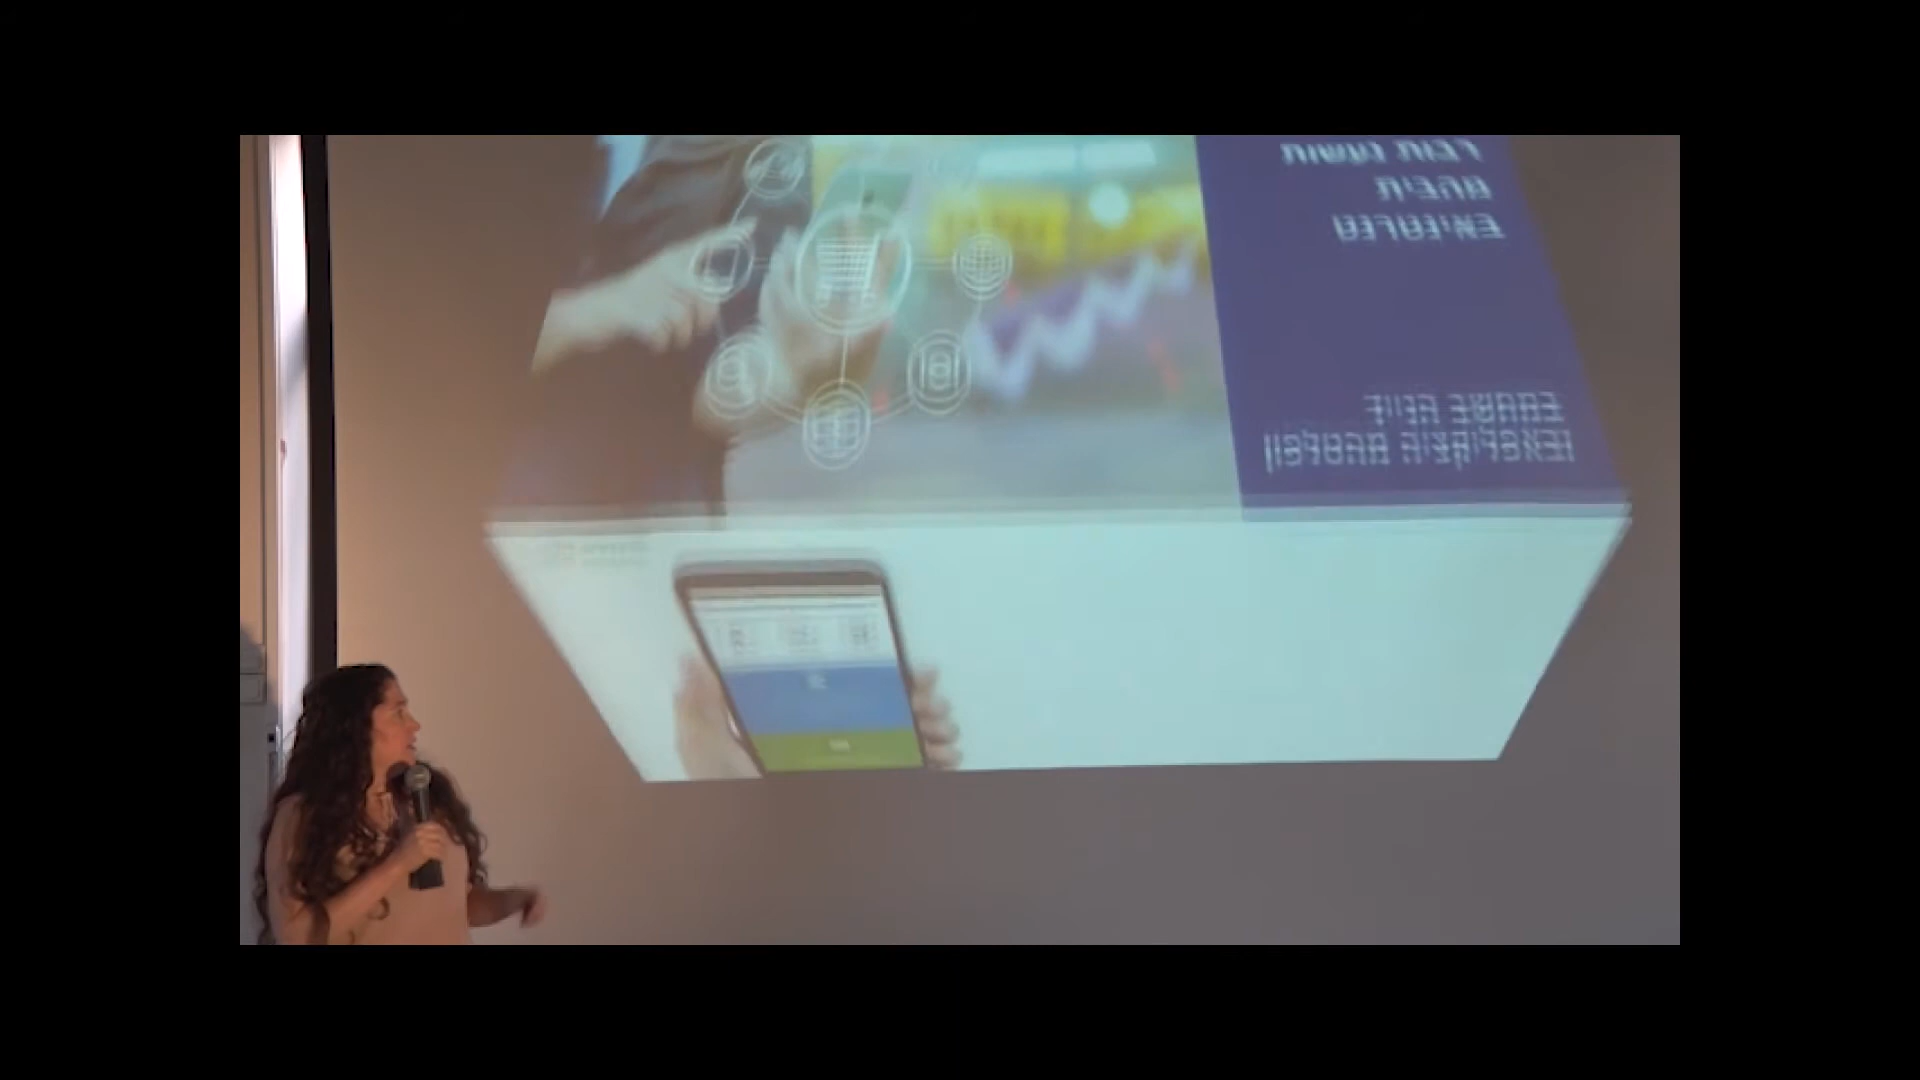 רבות נעשות
מהבית
באינטרנט
במחשב הנייד
ובאפליקציה מהטלפון